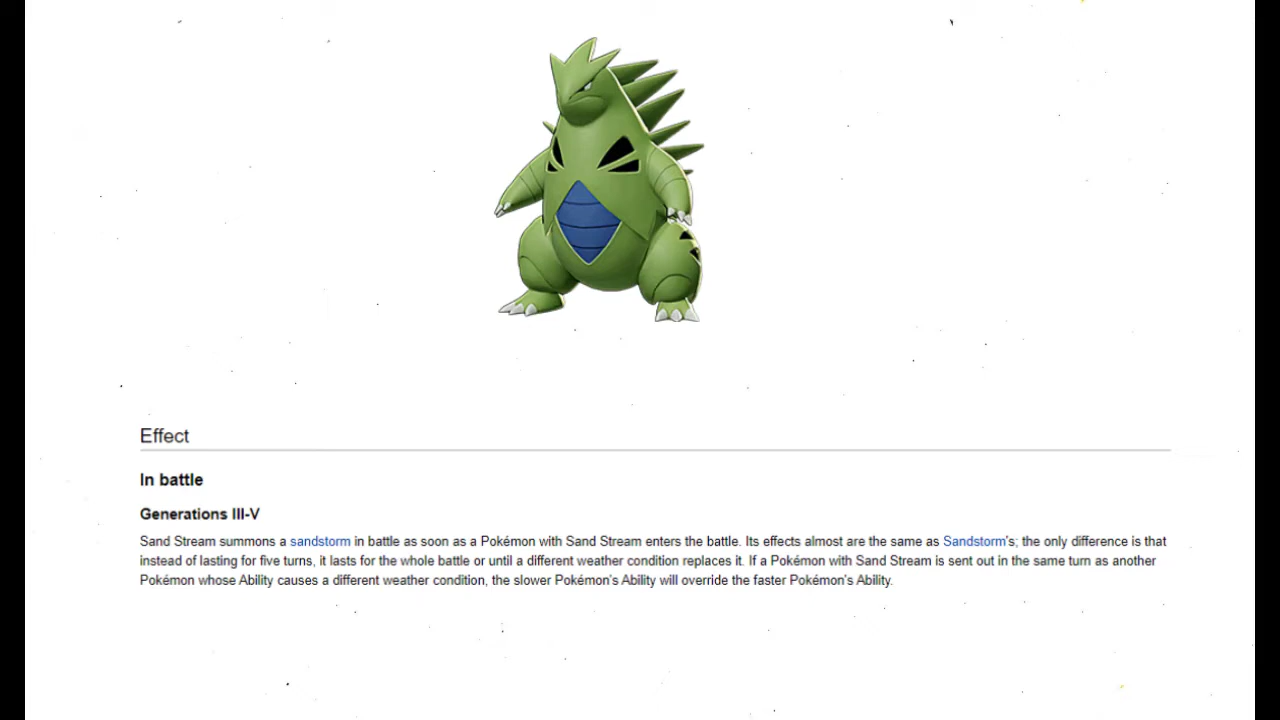 Effect
In battle
Generations III-V
Sand Stream summons a sandstorm in battle as soon as a Pokémon with Sand Stream enters the battle. Its effects almost are the same as Sandstorm's; the only difference is that
instead of lasting for five turns, it lasts for the whole battle or until a different weather condition replaces it. If a Pokémon with Sand Stream is sent out in the same turn as another
Pokémon whose Ability causes a different weather condition, the slower Pokémon's Ability will override the faster Pokémon's Ability.